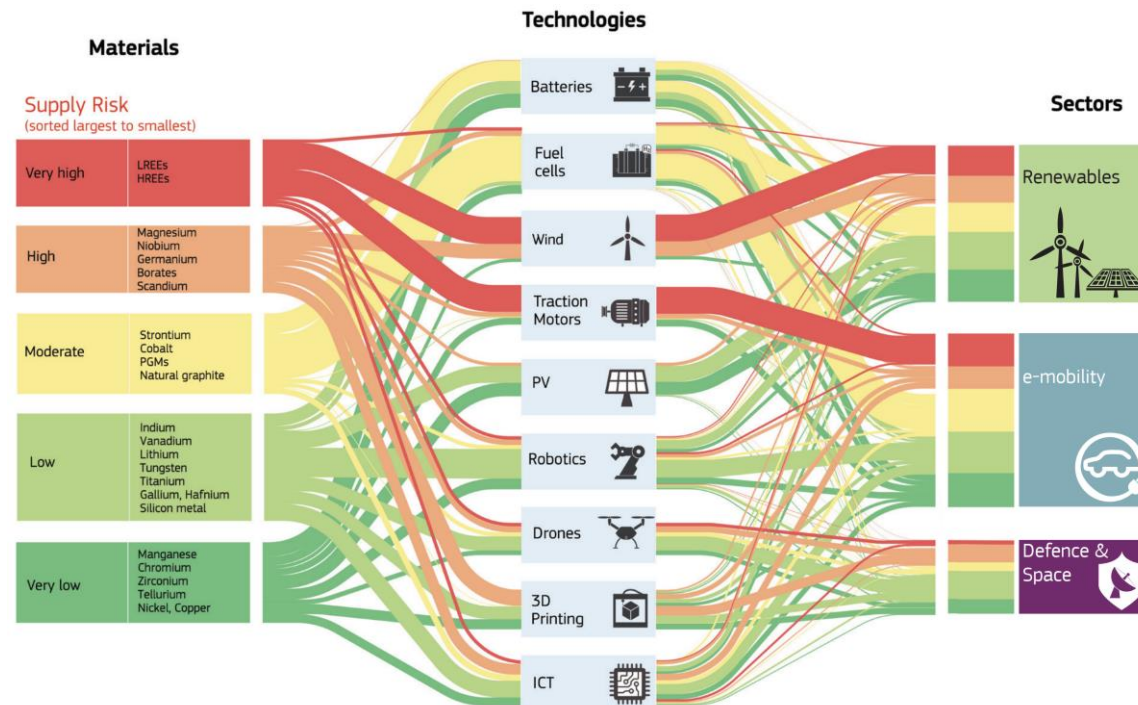 Technologies
Materials
Supply Risk
(sorted largest to smallest)
Very high
LREEs
HREEs
High
Magnesium
Niobium
Germanium
Borates
Scandium
Moderate
Strontium
Cobalt
PGMs
Natural graphite
Low
Indium
Vanadium
Lithium
Tungsten
Titanium
Gallium, Hafnium
Silicon metal
Very low
Manganese
Chromium
Zirconium
Tellurium
Nickel, Copper
Batteries
Fuel
cells
Wind
Traction
Motors
PV
Robotics
Drones
3D
Printing
ICT
Sectors
Renewables
e-mobility
Defence &
Space